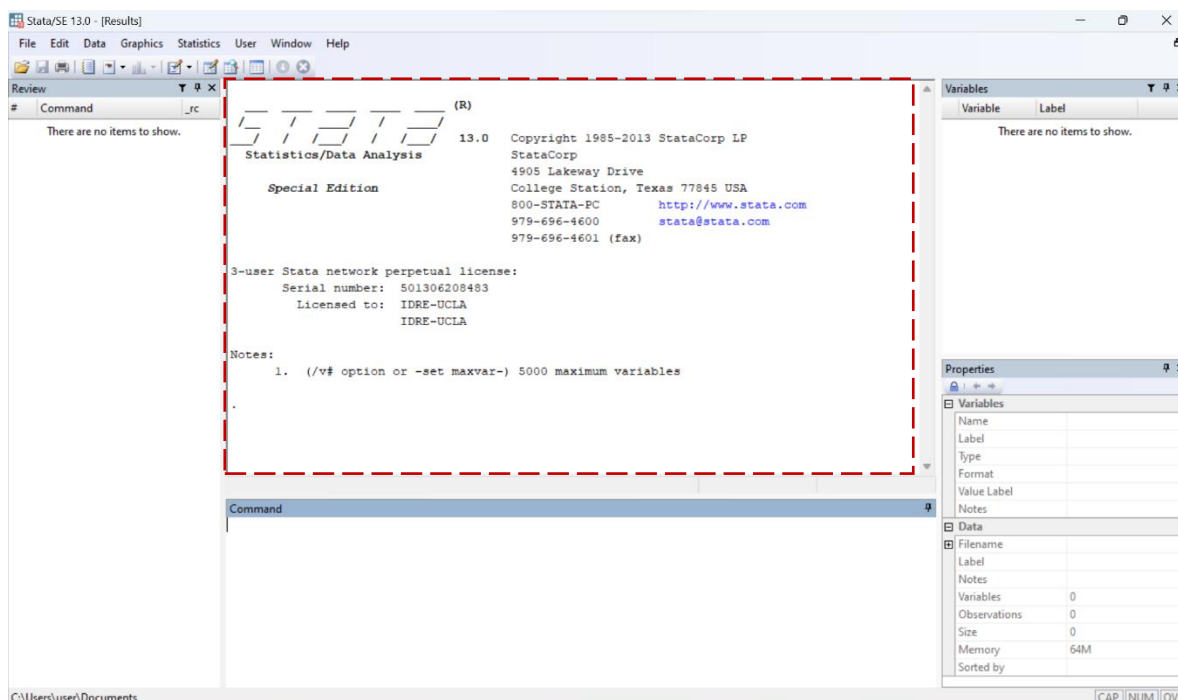 Stata/SE 13.0 - [Results]
File Edit Data Graphics Statistics User Window Help
Review
# Command _rc
There are no items to show.
(R)
STATA
13.0 Copyright 1985-2013 StataCorp LP
Statistics/Data Analysis StataCorp
4905 Lakeway Drive
Special Edition College Station, Texas 77845 USA
800-STATA-PC http://www.stata.com
979-696-4600 stata@stata.com
979-696-4601 (fax)
3-user Stata network perpetual license:
Serial number: 501306208483
Licensed to: IDRE-UCLA
IDRE-UCLA
Notes:
1. (/v# option or -set maxvar-) 5000 maximum variables
.
Command
Variables
Variable Label
There are no items to show.
Properties
Variables
Name
Label
Type
Format
Value Label
Notes
Data
Filename
Label
Notes
Variables 0
Observations 0
Size 0
Memory 64M
Sorted by
C:\Users\user\Documents
CAP NUM OV